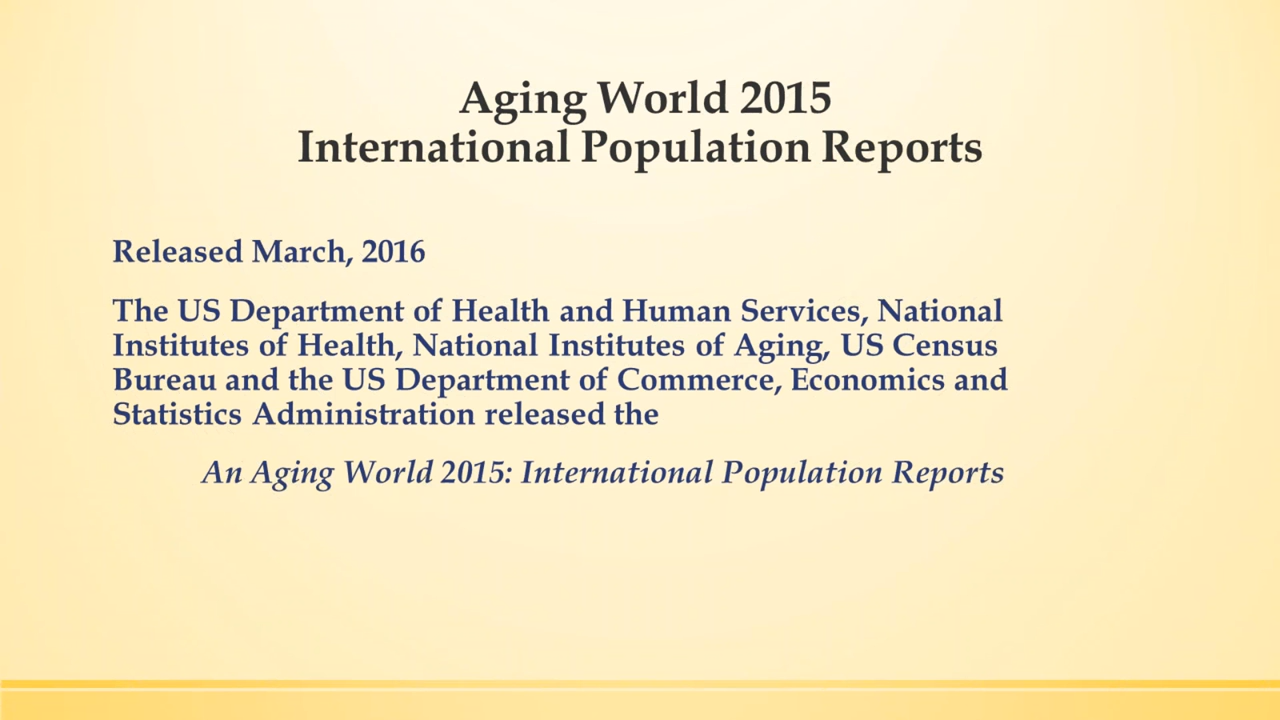 Aging World 2015
International Population Reports
Released March, 2016
The US Department of Health and Human Services, National
Institutes of Health, National Institutes of Aging, US Census
Bureau and the US Department of Commerce, Economics and
Statistics Administration released the
An Aging World 2015: International Population Reports